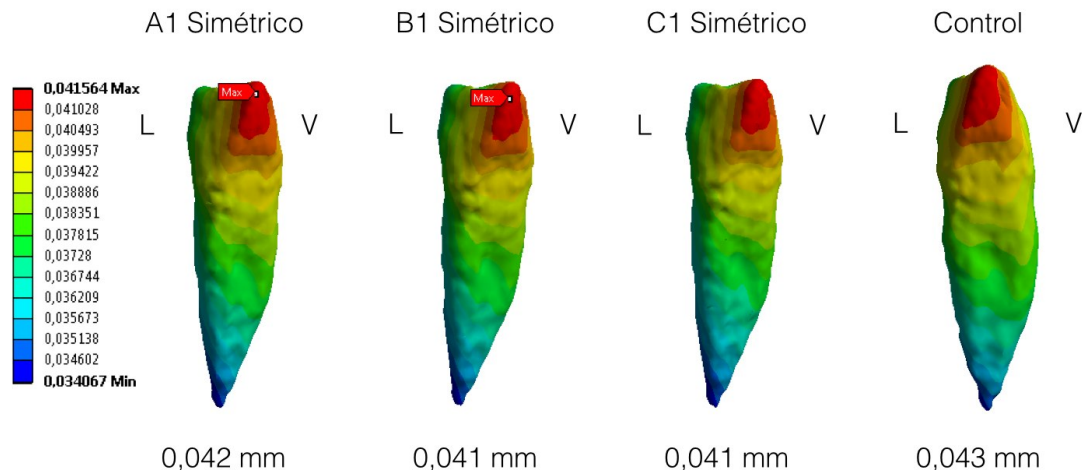 A1 Simétrico B1 Simétrico C1 Simétrico Control
0,041564 Max
0,041028
0,040493
0,039957
0,039422
0,038886
0,038351
0,037815
0,03728
0,036744
0,036209
0,035673
0,035138
0,034602
0,034067 Min
Max Max
L V L V L V L V
0,042 mm 0,041 mm 0,041 mm 0,043 mm